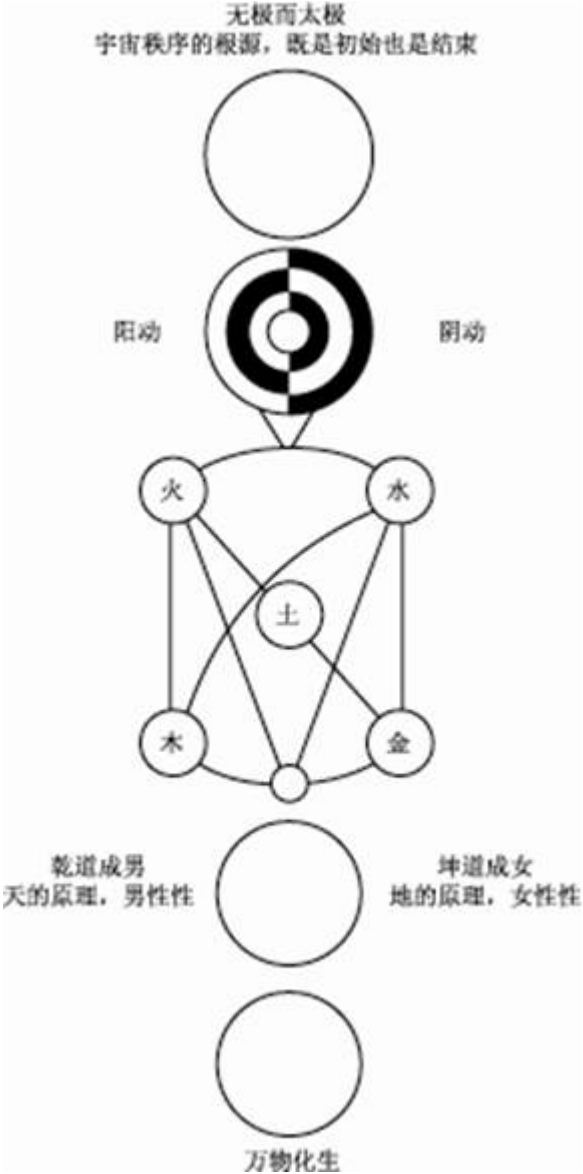 无极而太极
宇宙秩序的根源，既是初始也是结束
阳动
阴动
火
水
土
木
金
乾道成男
天的原理，男性性
坤道成女
地的原理，女性性
万物化生